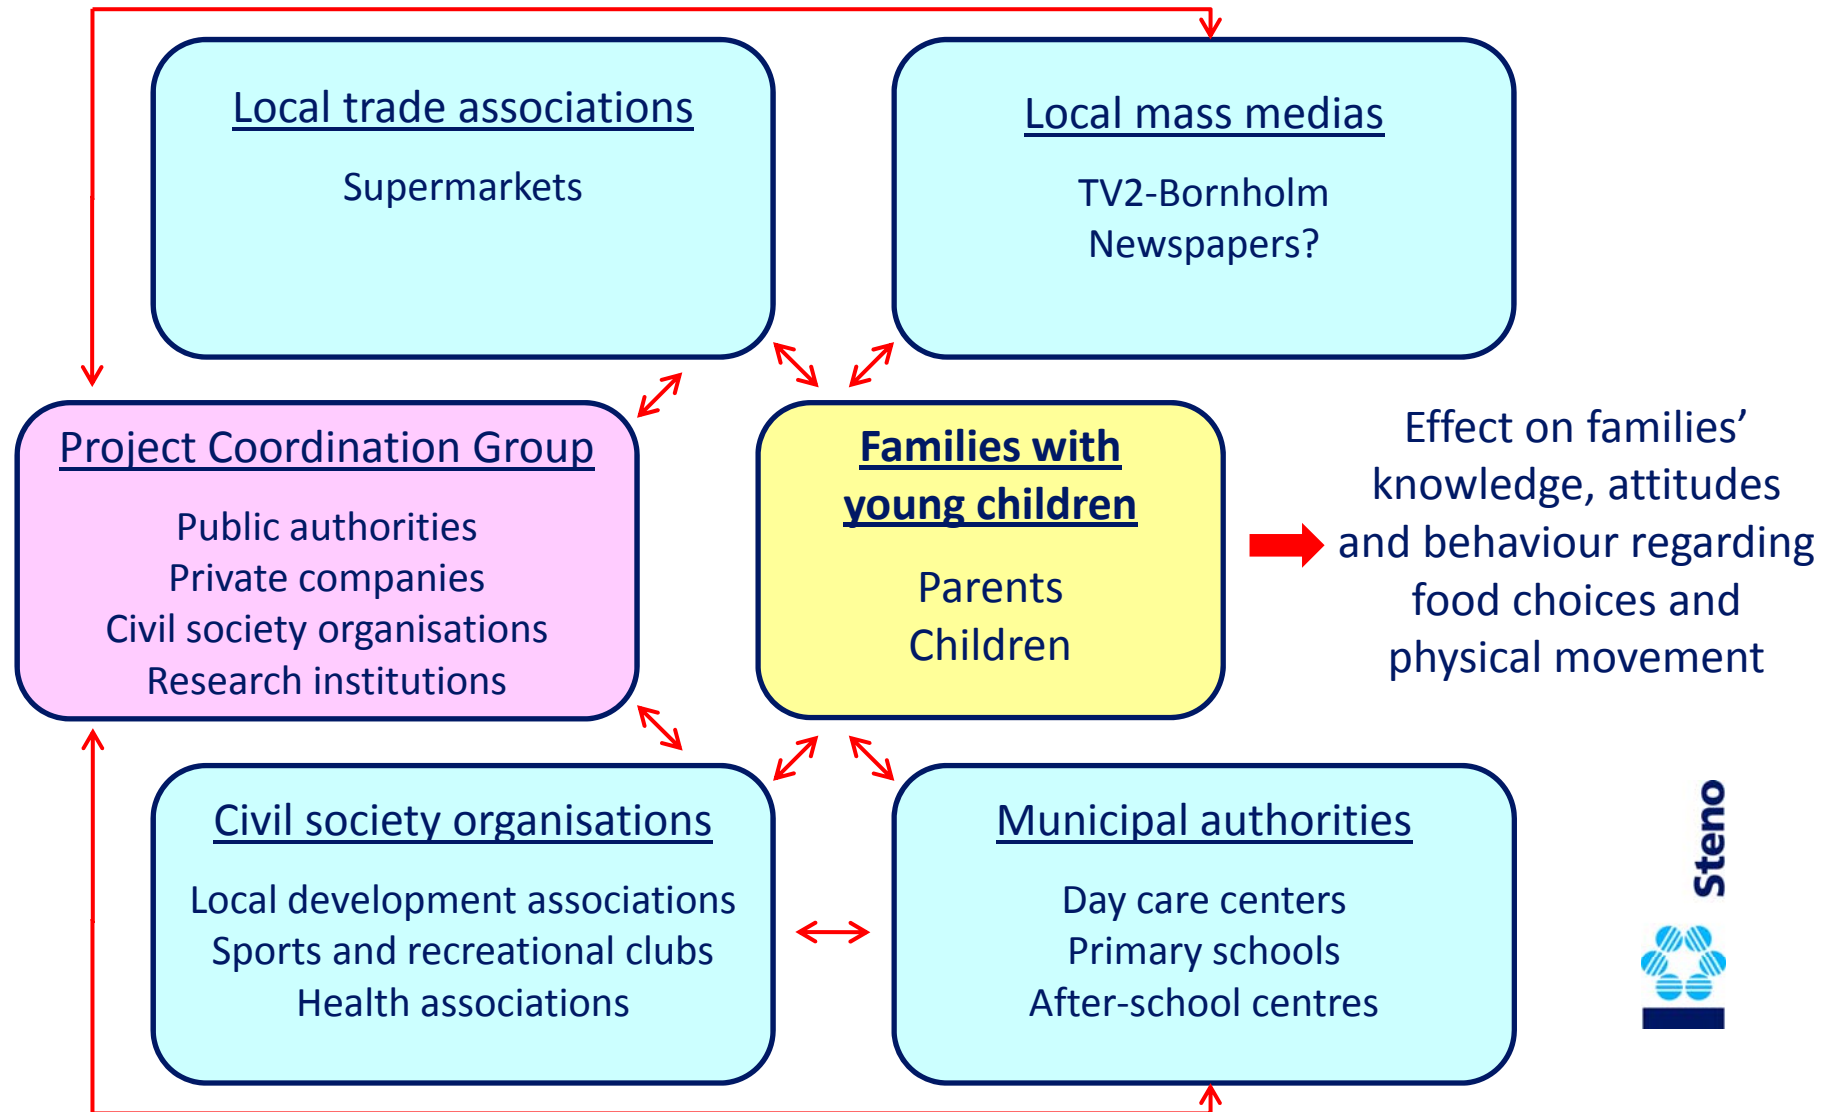 Local trade associations
Supermarkets
Local mass medias
TV2-Bornholm
Newspapers?
Project Coordination Group
Public authorities
Private companies
Civil society organisations
Research institutions
Families with
young children
Parents
Children
Effect on families’
knowledge, attitudes
and behaviour regarding
food choices and
physical movement
Civil society organisations
Local development associations
Sports and recreational clubs
Health associations
Municipal authorities
Day care centers
Primary schools
After-school centres
Steno